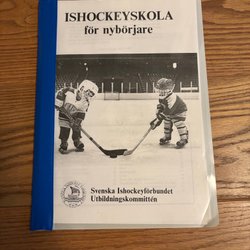 ISHOCKEYSKOLA
för nybörjare
Svenska Ishockeyförbundet
Utbildningskommittén